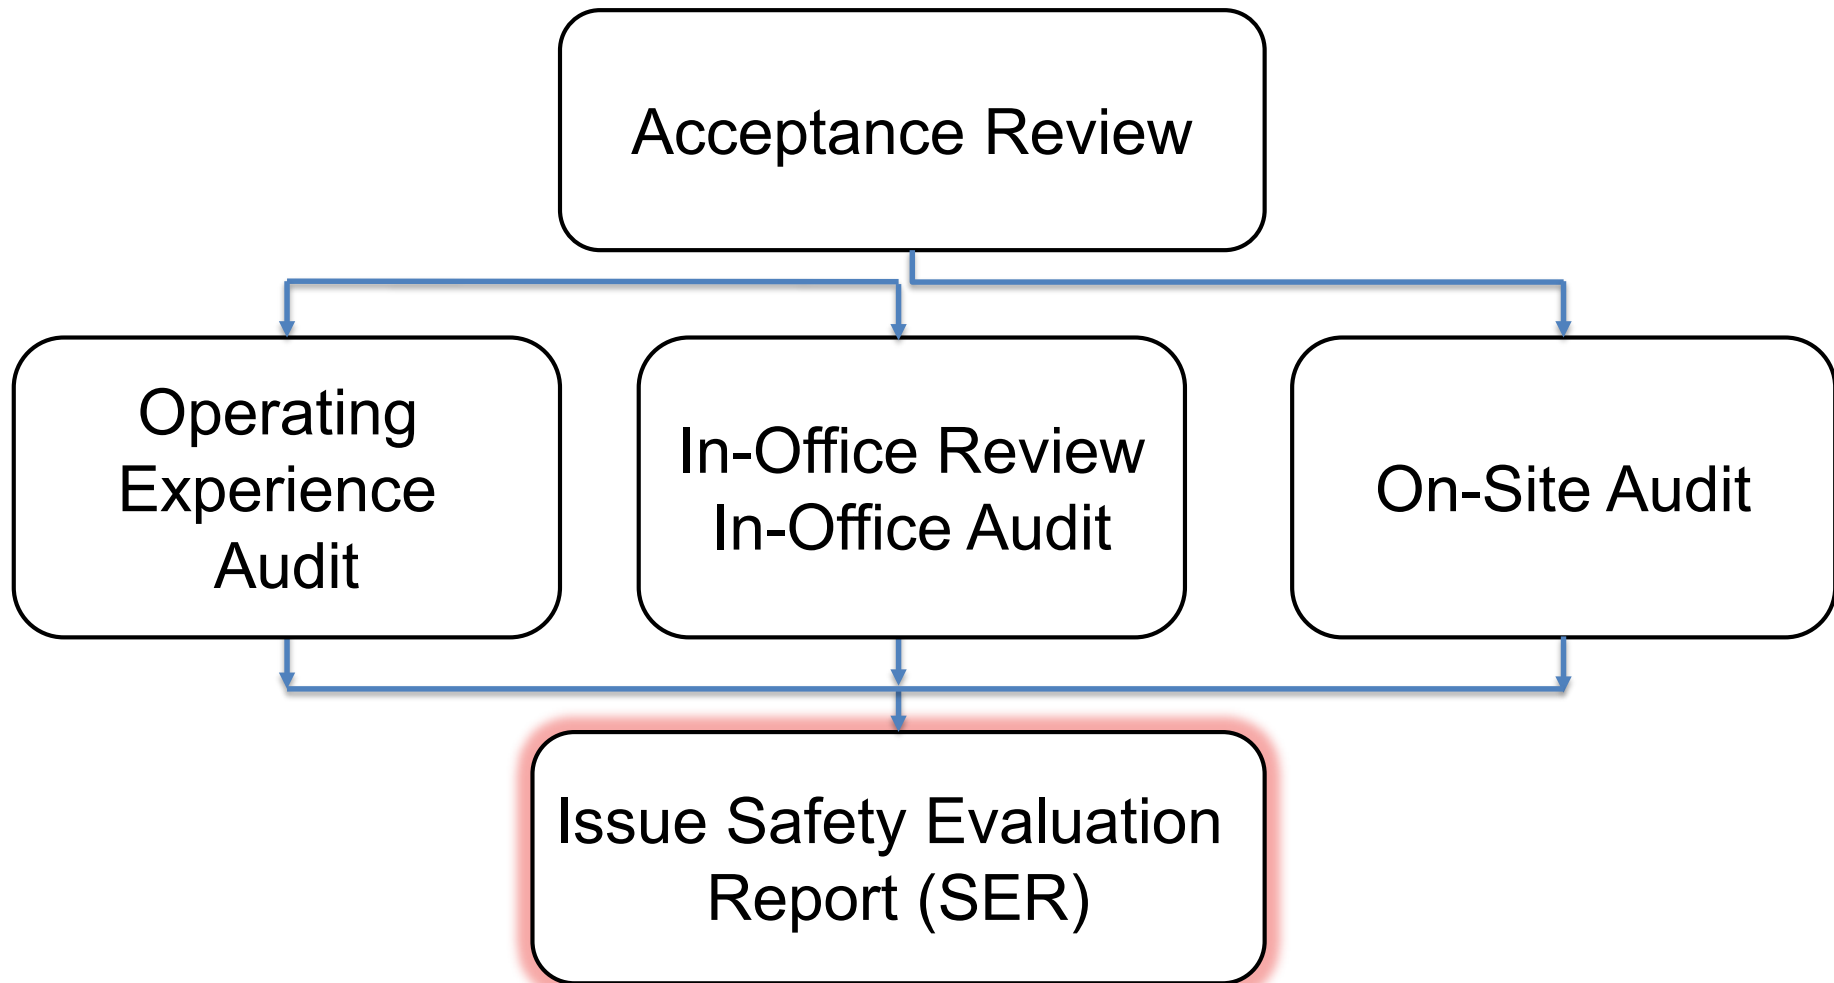 Acceptance Review
Operating
Experience
Audit
In-Office Review
In-Office Audit
On-Site Audit
Issue Safety Evaluation
Report (SER)